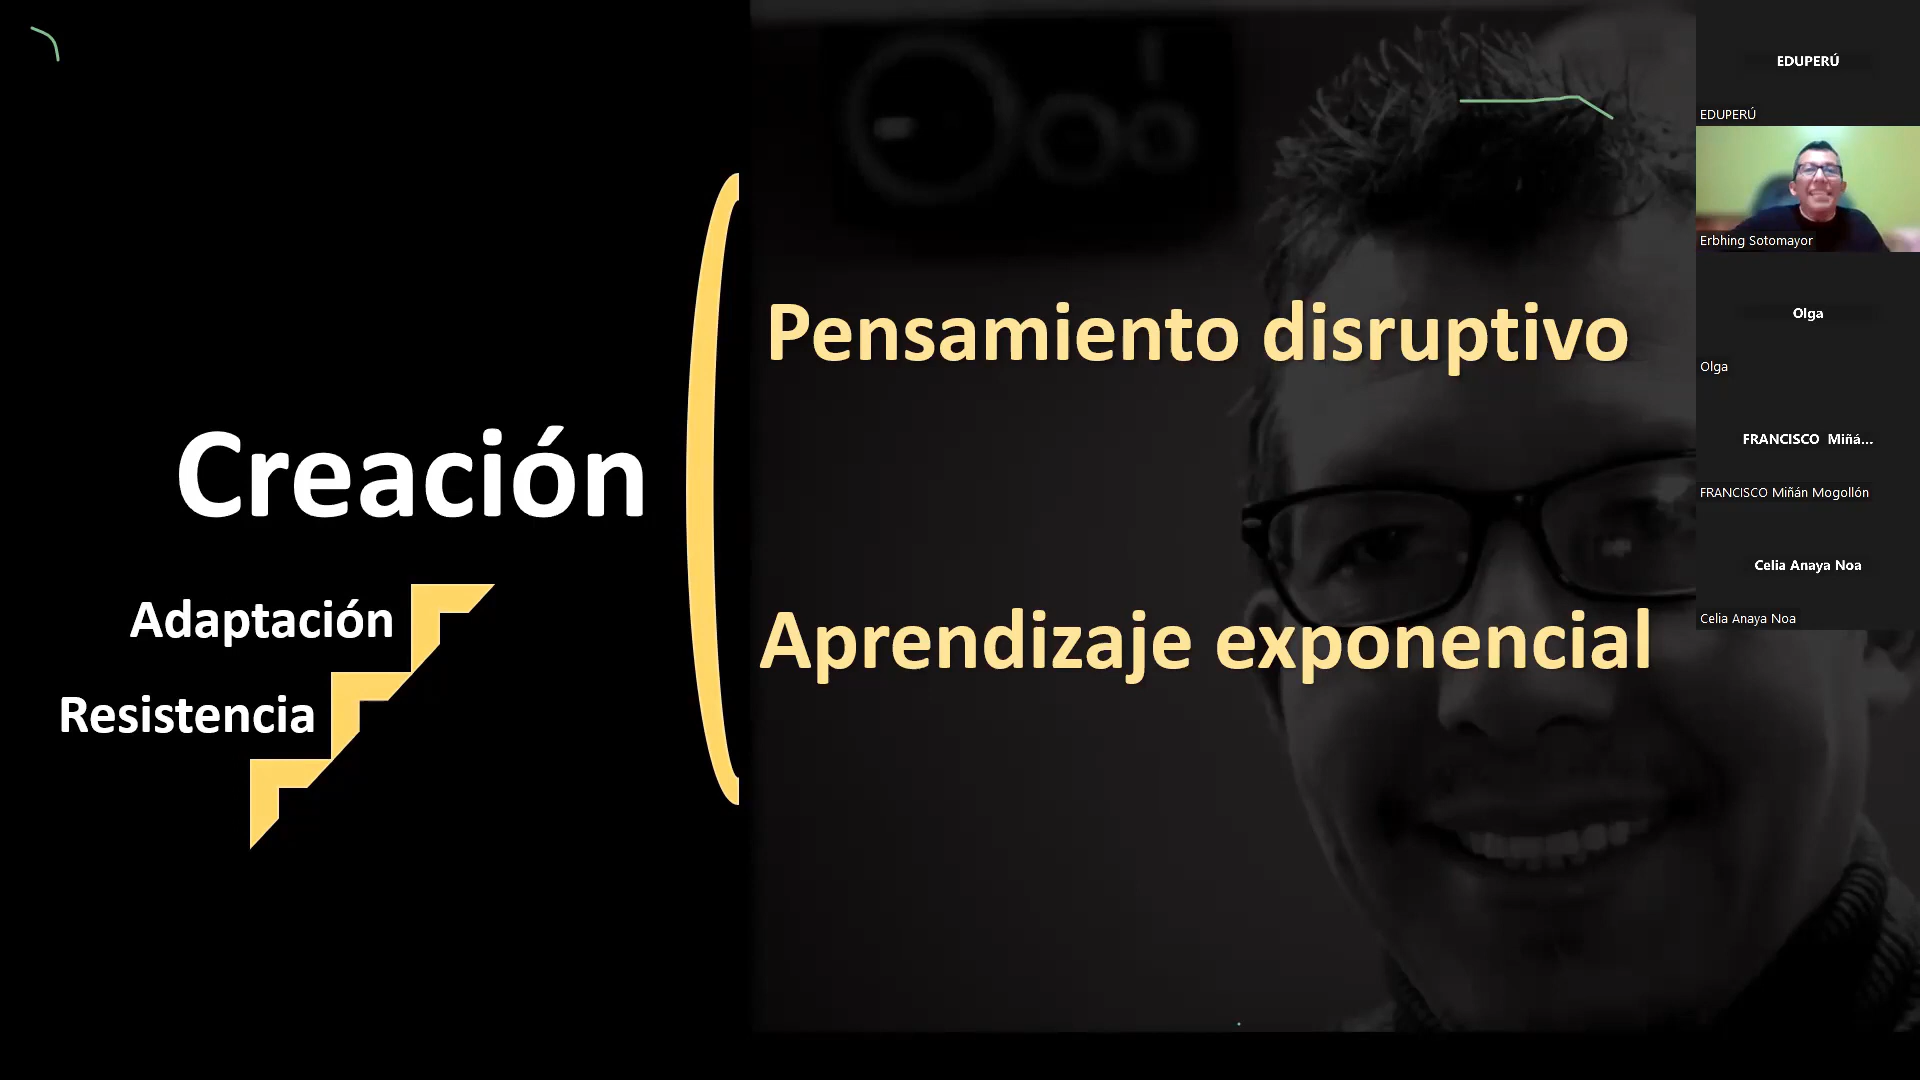 Creación
Adaptación
Resistencia
Pensamiento disruptivo
Aprendizaje exponencial
EDUPERÚ
EDUPERÚ
Erbhing Sotomayor
Olga
Olga
FRANCISCO Miñá...
FRANCISCO Miñán Mogollón
Celia Anaya Noa
Celia Anaya Noa